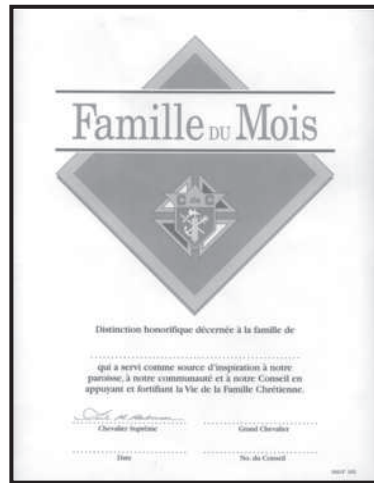 Famille DU Mois
C de C
Distinction honorifique décernée à la famille de
qui a servi comme source d'inspiration à notre
paroisse, à notre communauté et à notre Conseil en
appuyant et fortifiant la Vie de la Famille Chrétienne.
Chevalier Suprême
Grand Chevalier
Date
No. du Conseil